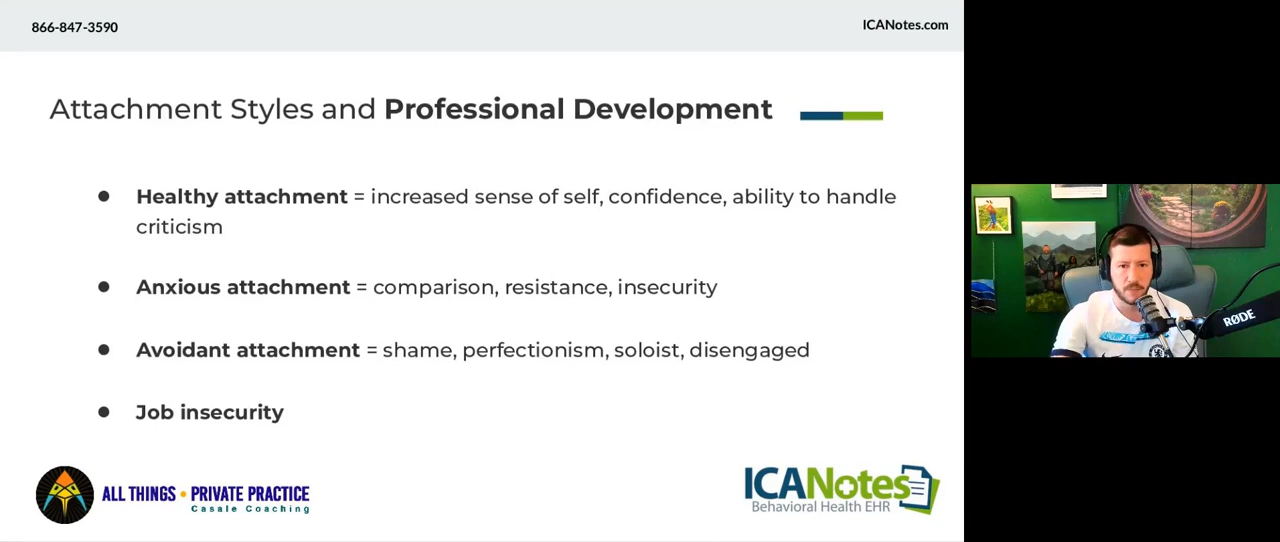 866-847-3590
ICANotes.com
Attachment Styles and Professional Development
● Healthy attachment = increased sense of self, confidence, ability to handle
criticism
● Anxious attachment = comparison, resistance, insecurity
● Avoidant attachment = shame, perfectionism, soloist, disengaged
● Job insecurity
ALL THINGS • PRIVATE PRACTICE
Casale Coaching
ICANotes
Behavioral Health EHR
RØDE